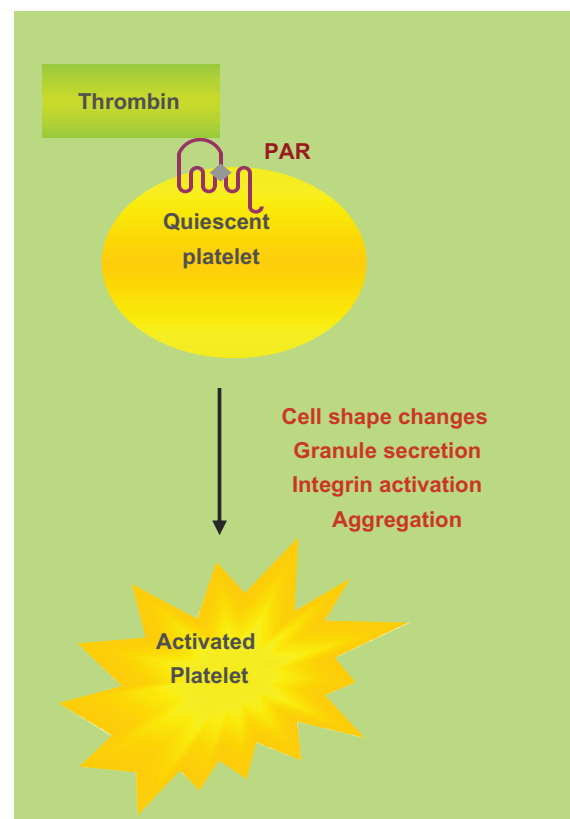 Thrombin
PAR
Quiescent
platelet
Cell shape changes
Granule secretion
Integrin activation
Aggregation
Activated
Platelet